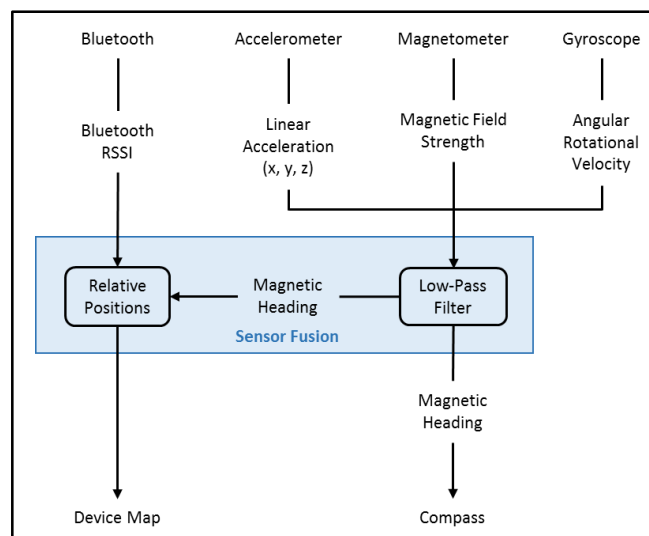 Bluetooth
Accelerometer
Magnetometer
Gyroscope
Bluetooth
RSSI
Linear
Acceleration
(x, y, z)
Magnetic Field
Strength
Angular
Rotational
Velocity
Relative
Positions
Magnetic
Heading
Low-Pass
Filter
Sensor Fusion
Magnetic
Heading
Device Map
Compass